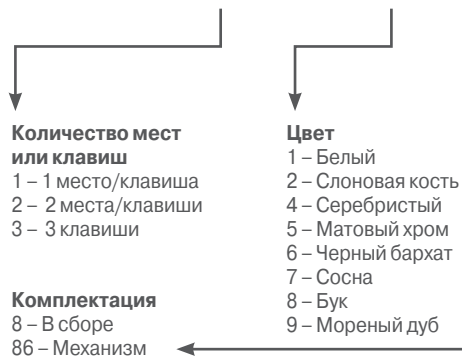 Количество мест
или клавиш
1 – 1 место/клавиша
2 – 2 места/клавиши
3 – 3 клавиши
Комплектация
8 – В сборе
86 – Механизм
Цвет
1 – Белый
2 – Слоновая кость
4 – Серебристый
5 – Матовый хром
6 – Черный бархат
7 – Сосна
8 – Бук
9 – Мореный дуб